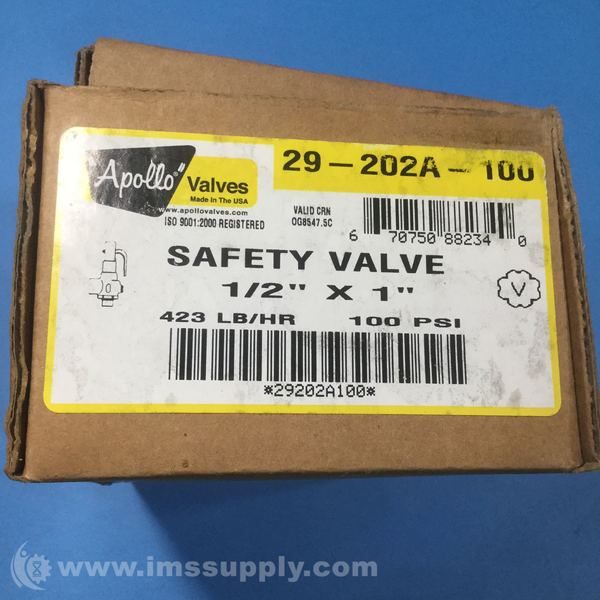 Apollo® Valves
Made In The USA
www.apollovalves.com
ISO 9001:2000 REGISTERED
29-202A-100
VALID CRN
OG8547.5C
6 70750 88234 0
SAFETY VALVE
1/2" X 1"
423 LB/HR 100 PSI
*29202A100*
V
www.imssupply.com